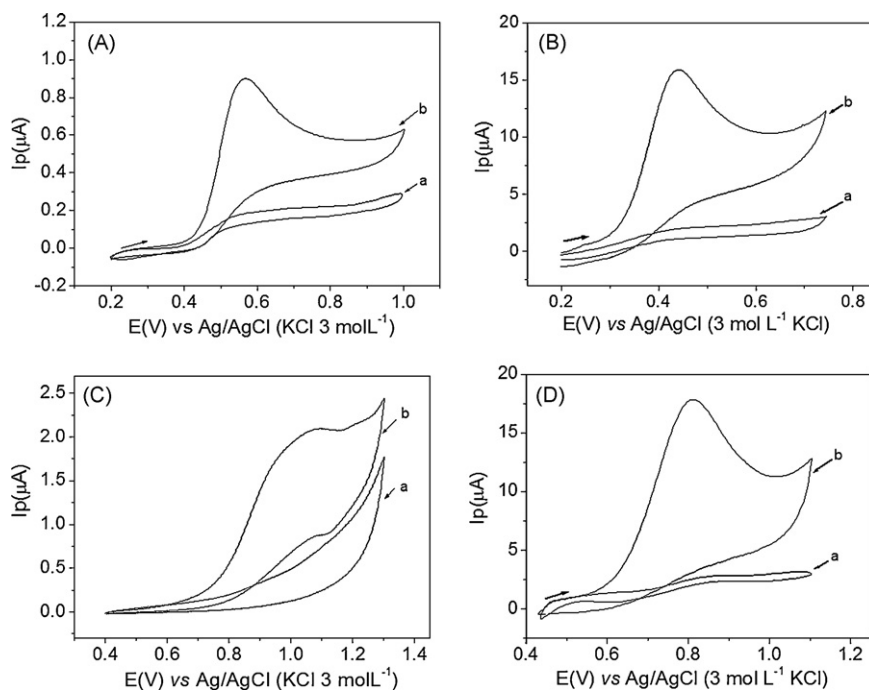 (A)
1.2
1.0
0.8
0.6
0.4
0.2
0.0
-0.2
Ip(µA)
b
a
0.2 0.4 0.6 0.8 1.0
E(V) vs Ag/AgCl (KCl 3 molL⁻¹)
(B)
20
15
10
5
0
Ip(µA)
b
a
0.2 0.4 0.6 0.8
E(V) vs Ag/AgCl (3 mol L⁻¹ KCl)
(C)
2.5
2.0
1.5
1.0
0.5
0.0
Ip(µA)
b
a
0.4 0.6 0.8 1.0 1.2 1.4
E(V) vs Ag/AgCl (KCl 3 molL⁻¹)
(D)
20
15
10
5
0
Ip(µA)
b
a
0.6 0.8 1.0 1.2
E(V) vs Ag/AgCl (3 mol L⁻¹ KCl)